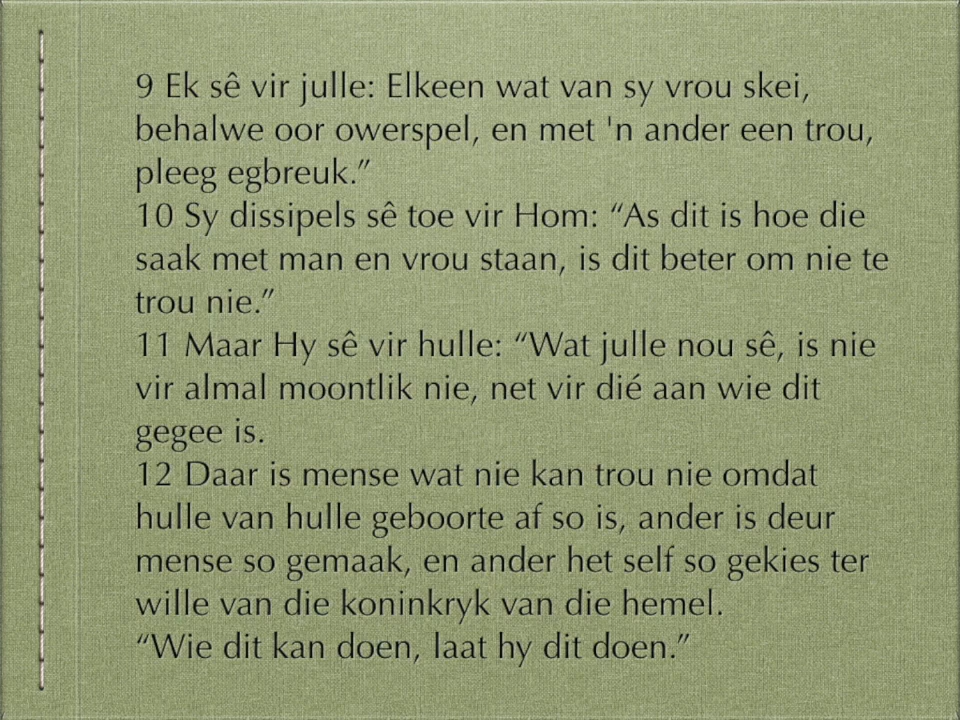 9 Ek sê vir julle: Elkeen wat van sy vrou skei,
behalwe oor owerspel, en met 'n ander een trou,
pleeg egbreuk.”
10 Sy dissipels sê toe vir Hom: “As dit is hoe die
saak met man en vrou staan, is dit beter om nie te
trou nie.”
11 Maar Hy sê vir hulle: “Wat julle nou sê, is nie
vir almal moontlik nie, net vir dié aan wie dit
gegee is.
12 Daar is mense wat nie kan trou nie omdat
hulle van hulle geboorte af so is, ander is deur
mense so gemaak, en ander het self so gekies ter
wille van die koninkryk van die hemel.
“Wie dit kan doen, laat hy dit doen.”